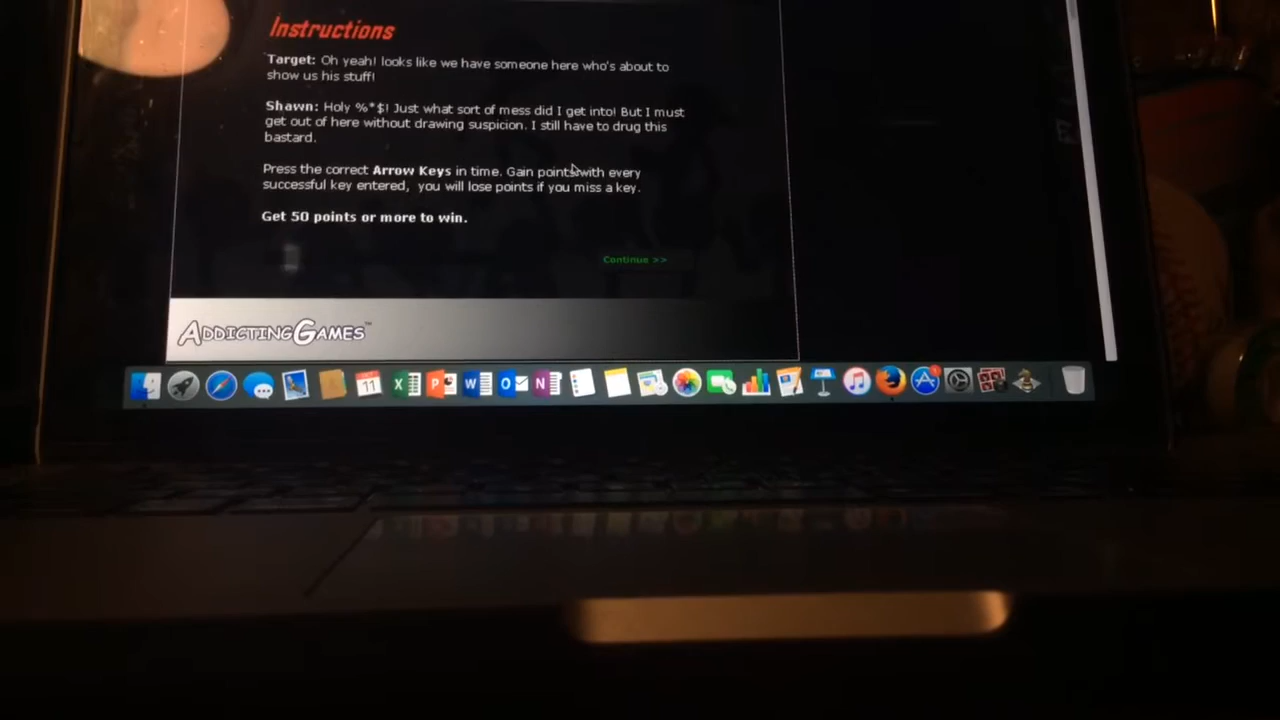 Instructions
Target: Oh yeah! looks like we have someone here who's about to
show us his stuff!
Shawn: Holy %*$! Just what sort of mess did I get into! But I must
get out of here without drawing suspicion. I still have to drug this
bastard.
Press the correct Arrow Keys in time. Gain points with every
successful key entered, you will lose points if you miss a key.
Get 50 points or more to win.
Continue >>
ADDICTINGGAMES™
11